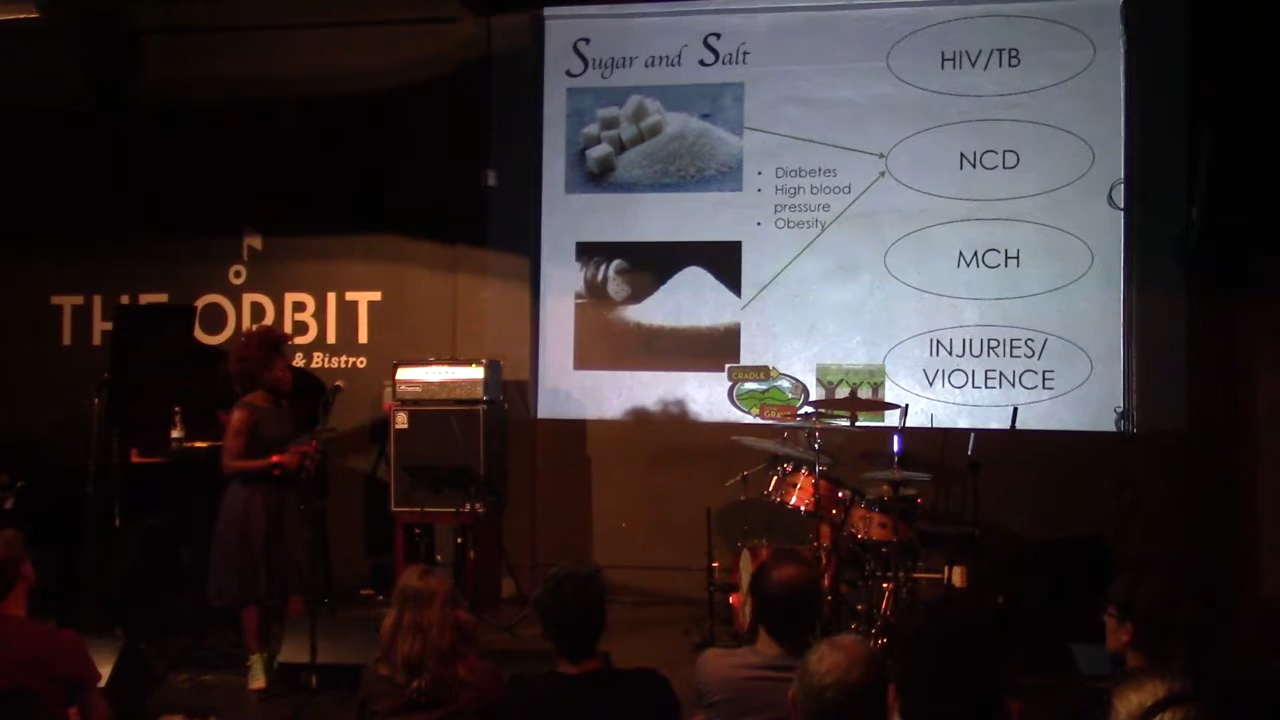 Sugar and Salt
HIV/TB
NCD
• Diabetes
• High blood
pressure
• Obesity
MCH
INJURIES/
VIOLENCE
CRADLE
THE ORBIT
& Bistro